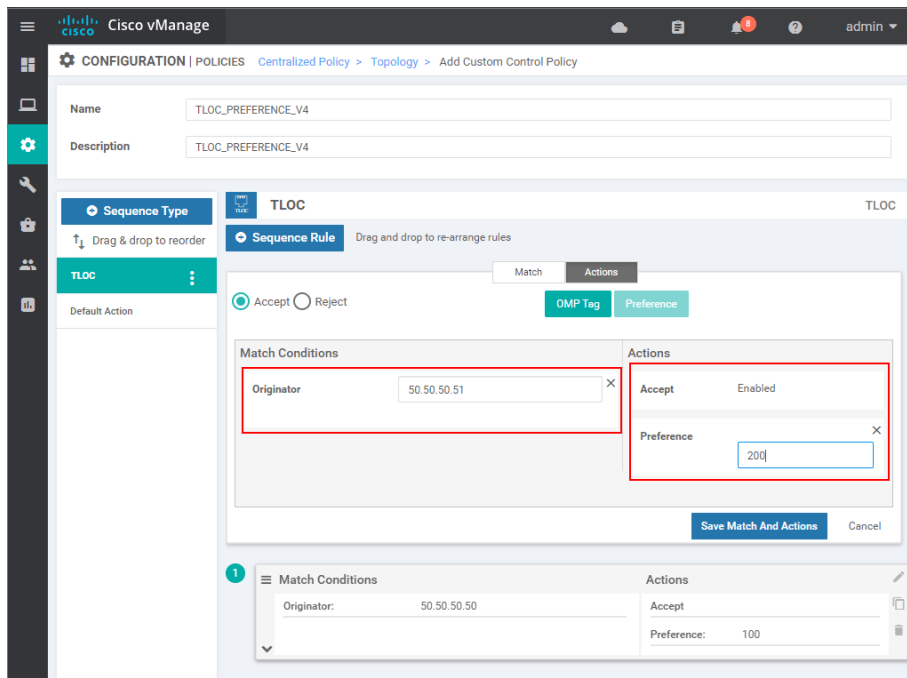 cisco Cisco vManage 8 admin
CONFIGURATION | POLICIES Centralized Policy > Topology > Add Custom Control Policy
Name TLOC_PREFERENCE_V4
Description TLOC_PREFERENCE_V4
Sequence Type
Drag & drop to reorder
TLOC
Default Action
TLOC TLOC TLOC
Sequence Rule Drag and drop to re-arrange rules
Match Actions
Accept Reject OMP Tag Preference
Match Conditions Actions
Originator 50.50.50.51 Accept Enabled
Preference
200
Save Match And Actions Cancel
1 Match Conditions Actions
Originator: 50.50.50.50 Accept
Preference: 100